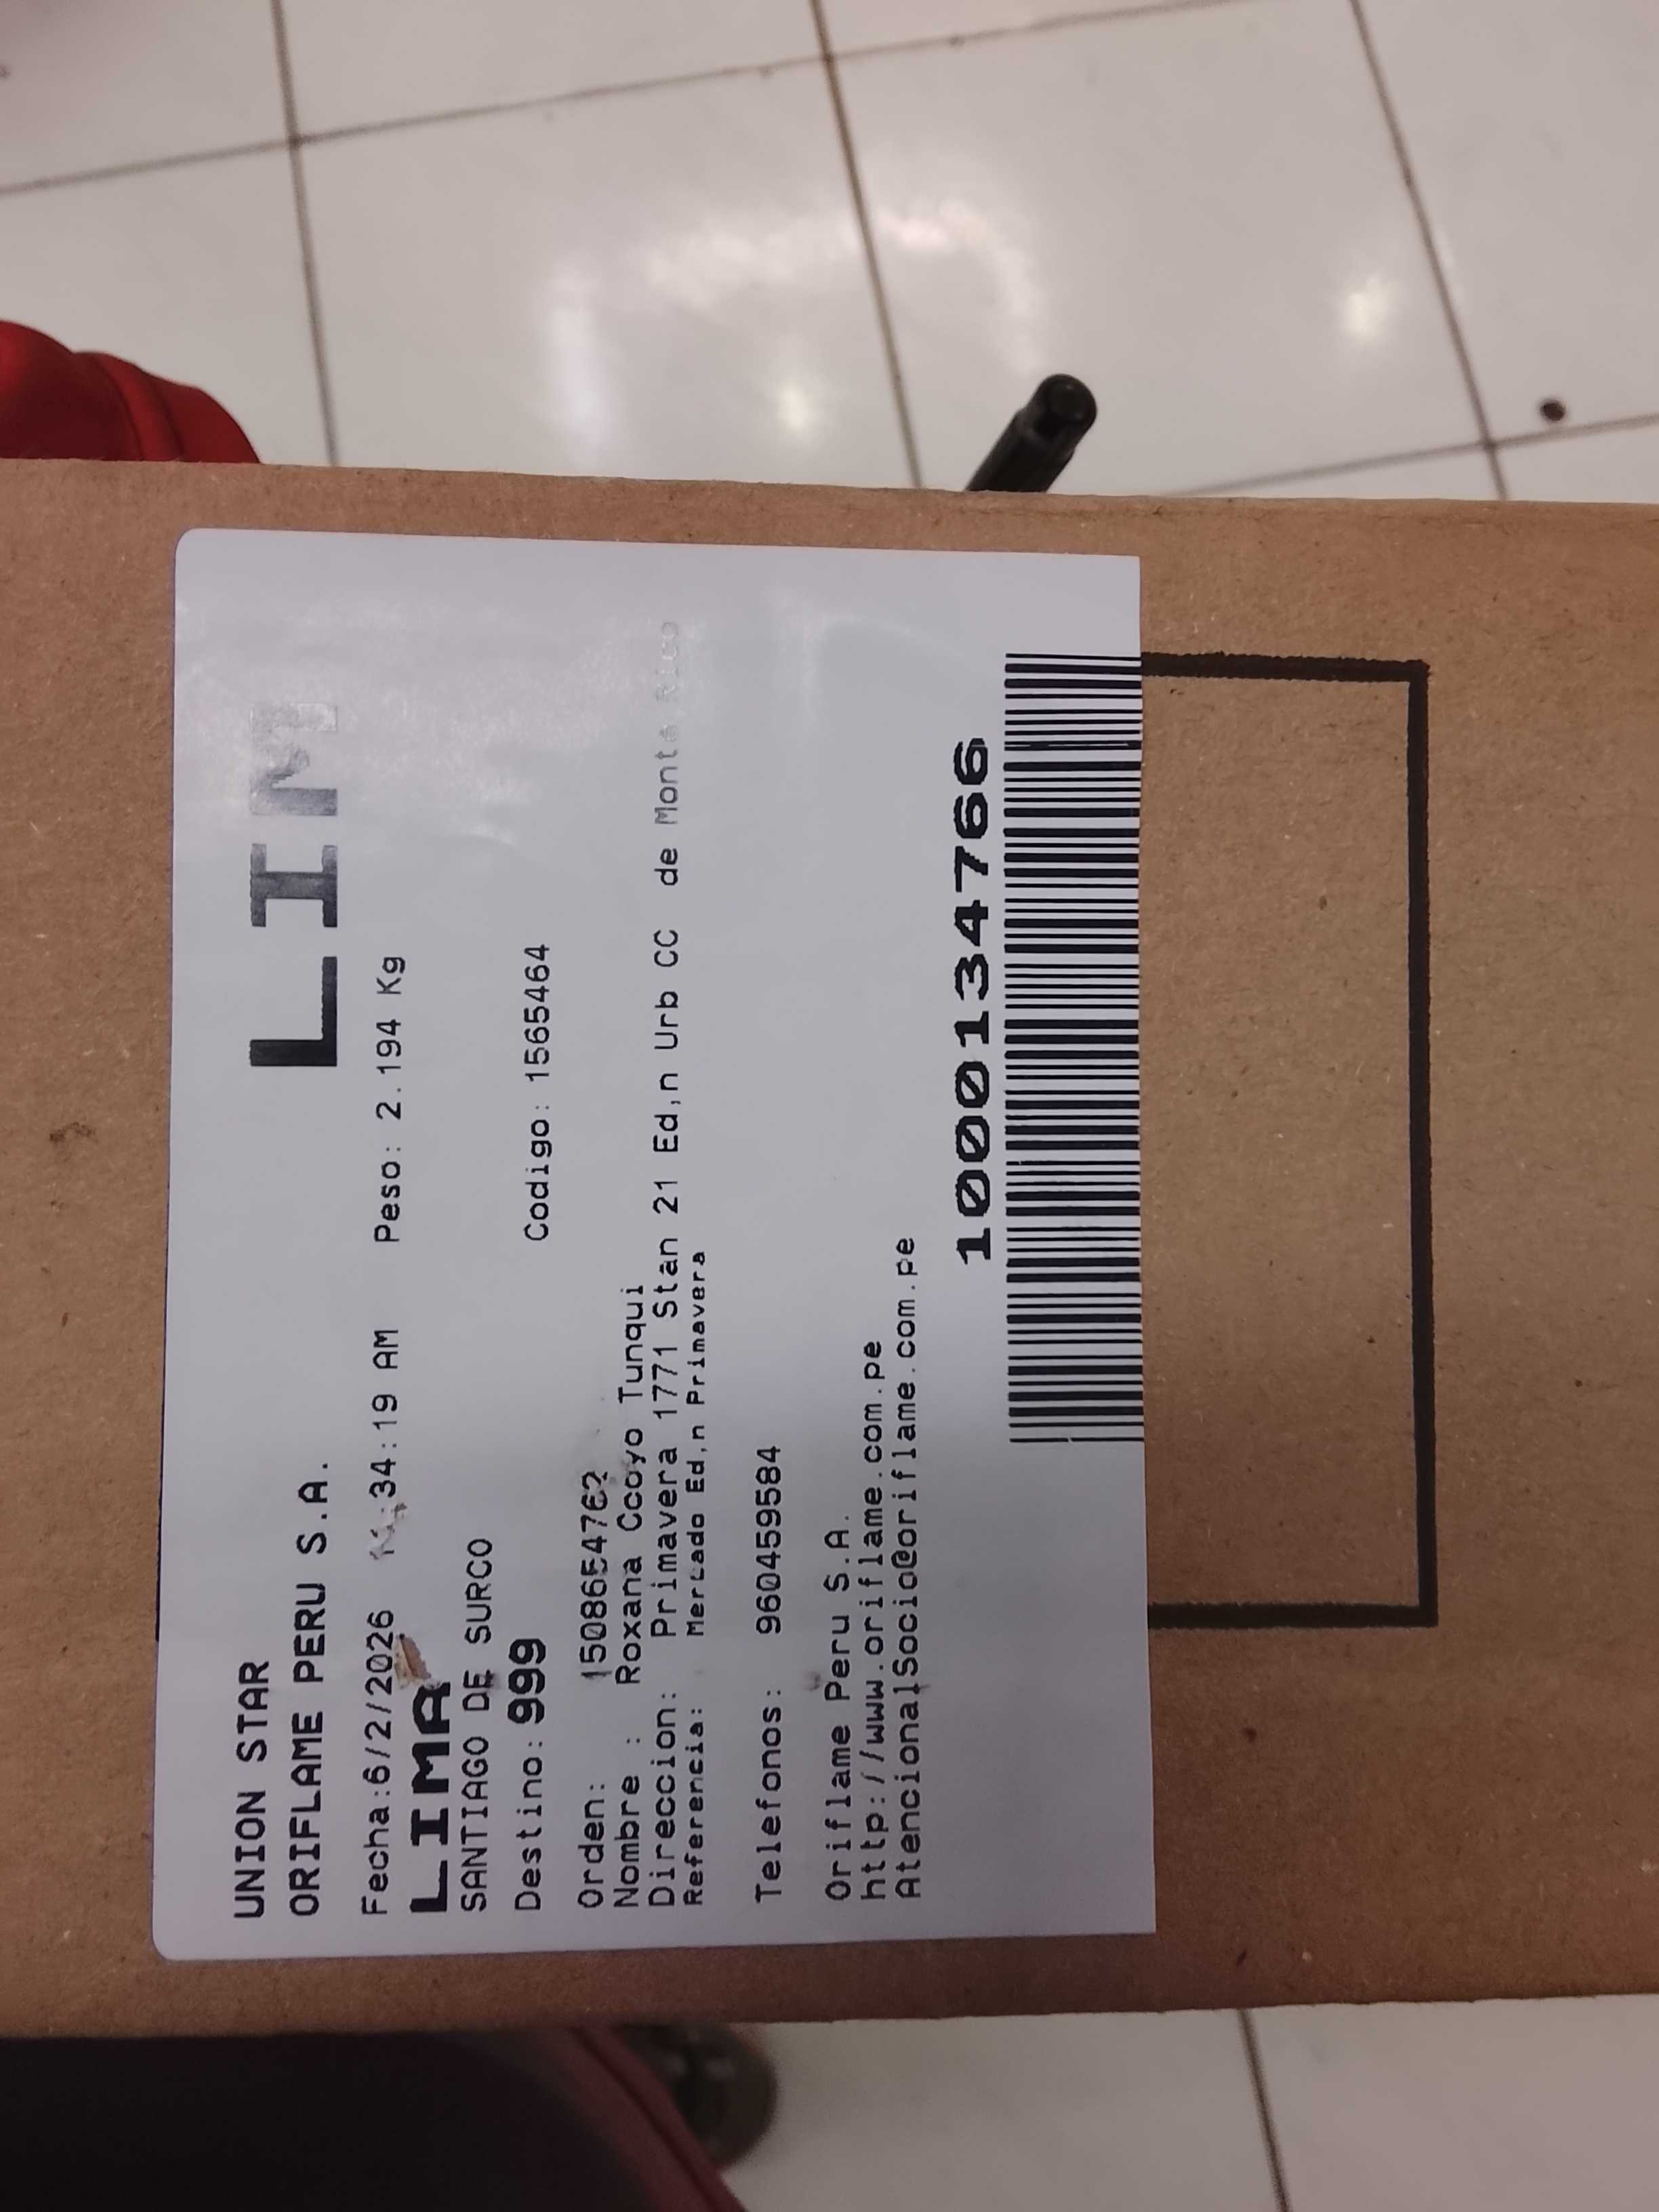 UNION STAR
ORIFLAME PERU S.A.
LIM
Fecha:6/2/2026 :34:19 AM Peso: 2.194 Kg
LIMA
SANTIAGO DE SURCO
Destino: 999
Codigo: 1565464
Orden:
Nombre : Roxana Ccoyo Tunqui
Direccion: Primavera 1771 Stan 21 Ed,n Urb CC de Monte Rico
Referencia: Mercado Ed,n Primavera
Telefonos: 960459584
Oriflame Peru S.A.
http://www.oriflame.com.pe
AtencionalSocio@oriflame.com.pe
1000134766